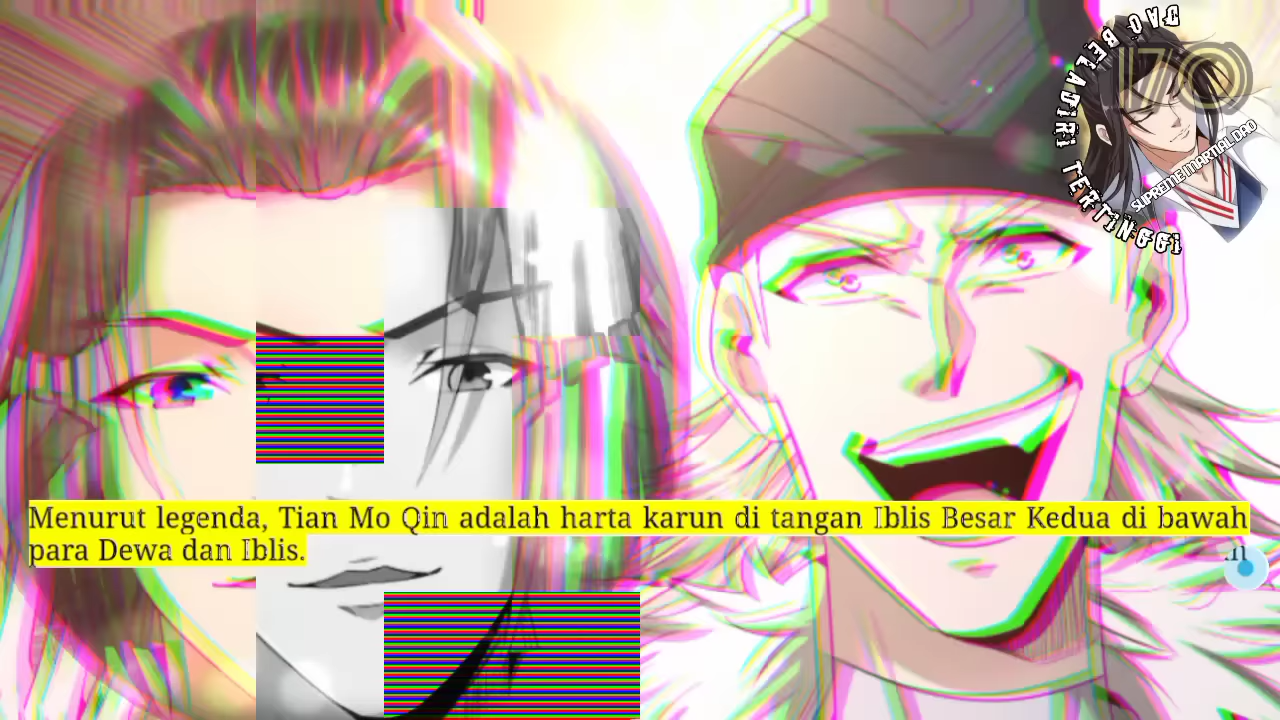 DAO BELADIRI TERTINGGI
170
SUPREME MARTIAL DAO
Menurut legenda, Tian Mo Qin adalah harta karun di tangan Iblis Besar Kedua di bawah
para Dewa dan Iblis.
n